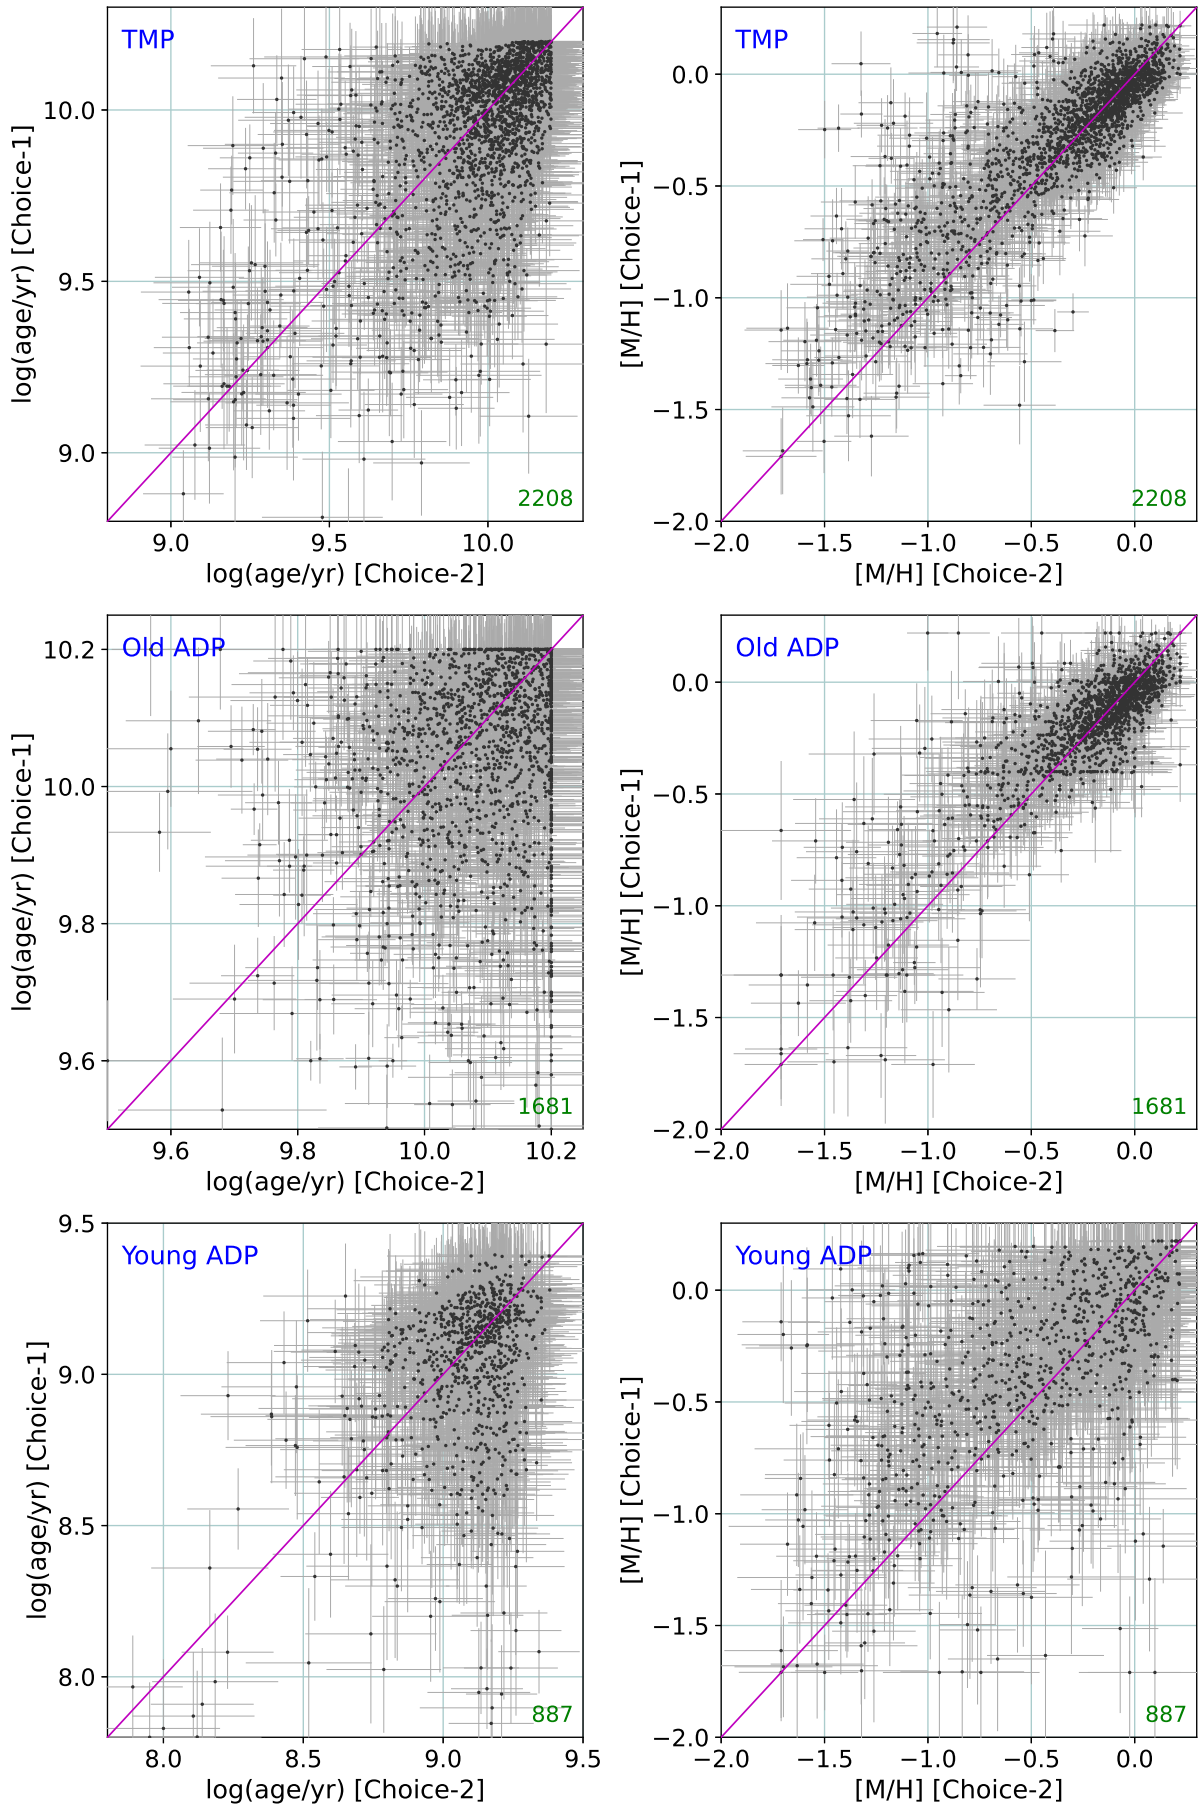 TMP
10.0
9.5
9.0
log(age/yr) [Choice-1]
2208
9.0 9.5 10.0
log(age/yr) [Choice-2]
TMP
0.0
−0.5
−1.0
−1.5
−2.0
[M/H] [Choice-1]
2208
−2.0 −1.5 −1.0 −0.5 0.0
[M/H] [Choice-2]
Old ADP
10.2
10.0
9.8
9.6
log(age/yr) [Choice-1]
1681
9.6 9.8 10.0 10.2
log(age/yr) [Choice-2]
Old ADP
0.0
−0.5
−1.0
−1.5
−2.0
[M/H] [Choice-1]
1681
−2.0 −1.5 −1.0 −0.5 0.0
[M/H] [Choice-2]
9.5
Young ADP
9.0
8.5
8.0
log(age/yr) [Choice-1]
887
8.0 8.5 9.0 9.5
log(age/yr) [Choice-2]
Young ADP
0.0
−0.5
−1.0
−1.5
−2.0
[M/H] [Choice-1]
887
−2.0 −1.5 −1.0 −0.5 0.0
[M/H] [Choice-2]